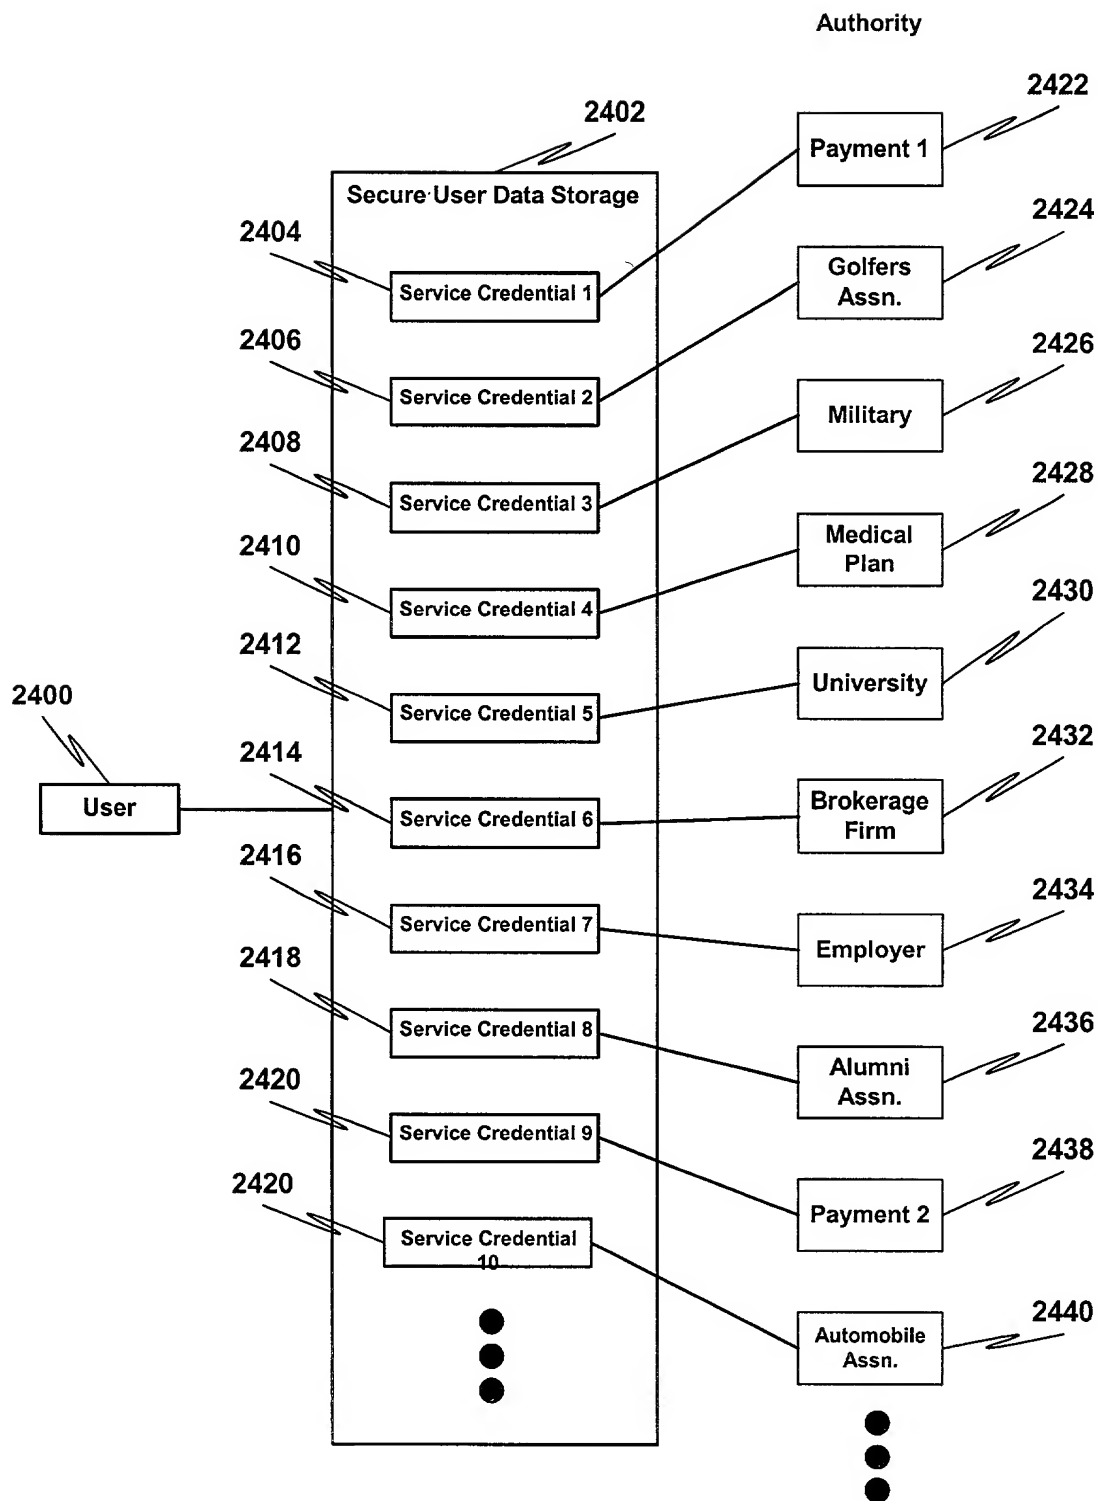 Authority
2422
2402
Payment 1
Secure User Data Storage
2424
2404
Golfers
Assn.
Service Credential 1
2426
2406
Service Credential 2
Military
2408
2428
Service Credential 3
Medical
Plan
2410
2430
Service Credential 4
2412
University
2400
Service Credential 5
2432
2414
User
Brokerage
Firm
Service Credential 6
2416
2434
Service Credential 7
Employer
2418
2436
Service Credential 8
Alumni
Assn.
2420
Service Credential 9
2438
2420
Payment 2
Service Credential
10
2440
Automobile
Assn.